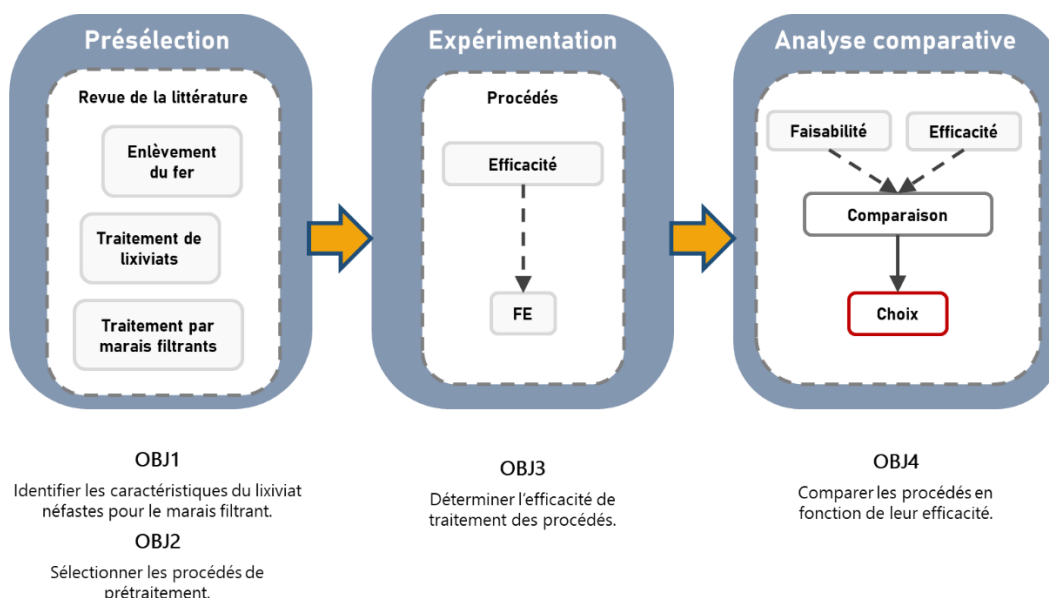 Présélection
Revue de la littérature
Enlèvement
du fer
Traitement de
lixiviats
Traitement par
marais filtrants
Expérimentation
Procédés
Efficacité
FE
Analyse comparative
Faisabilité
Efficacité
Comparaison
Choix
OBJ1
Identifier les caractéristiques du lixiviat
néfastes pour le marais filtrant.
OBJ2
Sélectionner les procédés de
prétraitement.
OBJ3
Déterminer l'efficacité de
traitement des procédés.
OBJ4
Comparer les procédés en
fonction de leur efficacité.